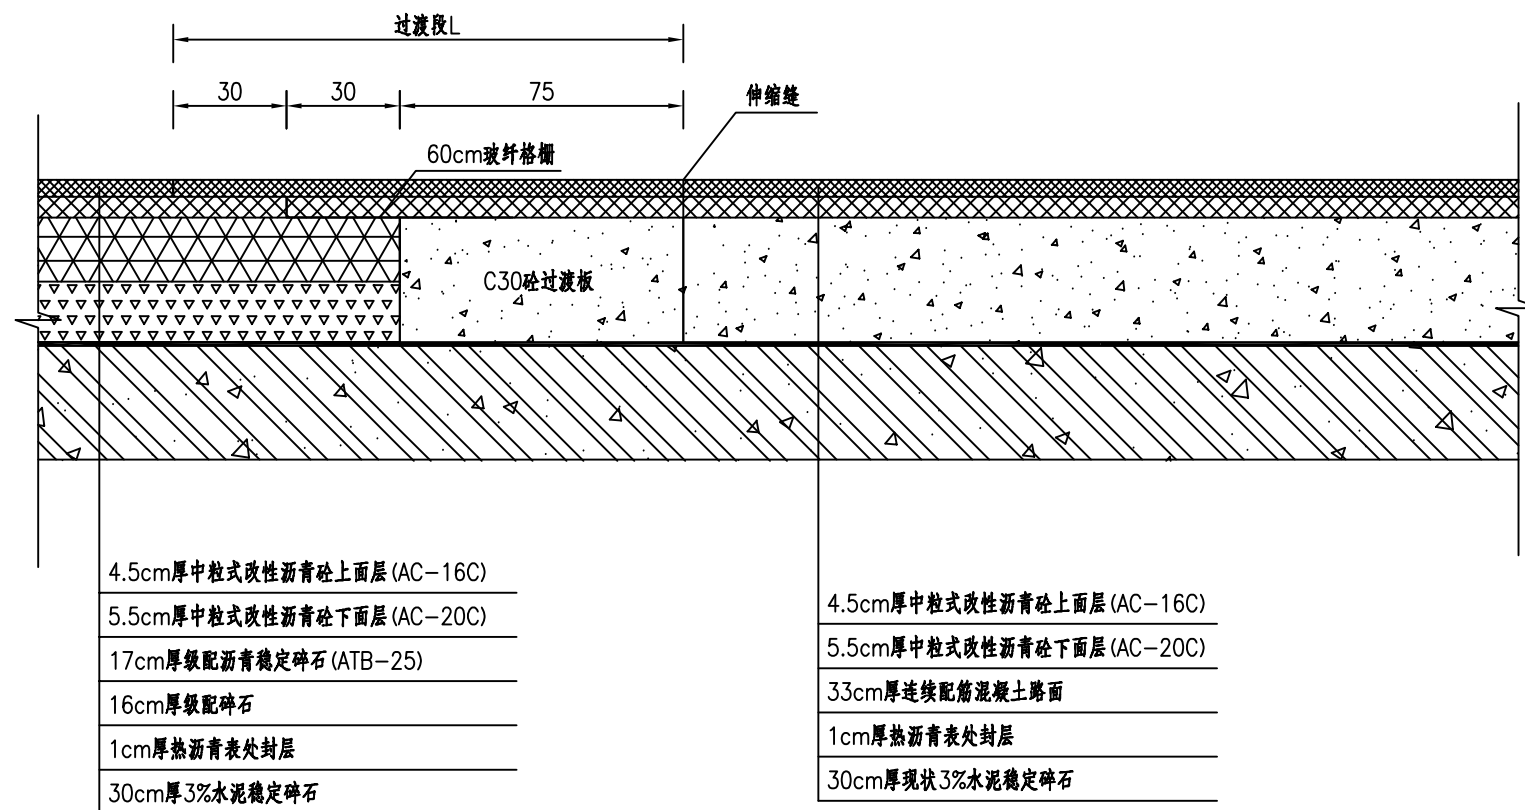 过渡段L
30
30
75
伸缩缝
60cm玻纤格栅
C30砼过渡板
4.5cm厚中粒式改性沥青砼上面层(AC-16C)
5.5cm厚中粒式改性沥青砼下面层(AC-20C)
17cm厚级配沥青稳定碎石(ATB-25)
16cm厚级配碎石
1cm厚热沥青表处封层
30cm厚3%水泥稳定碎石
4.5cm厚中粒式改性沥青砼上面层(AC-16C)
5.5cm厚中粒式改性沥青砼下面层(AC-20C)
33cm厚连续配筋混凝土路面
1cm厚热沥青表处封层
30cm厚现状3%水泥稳定碎石